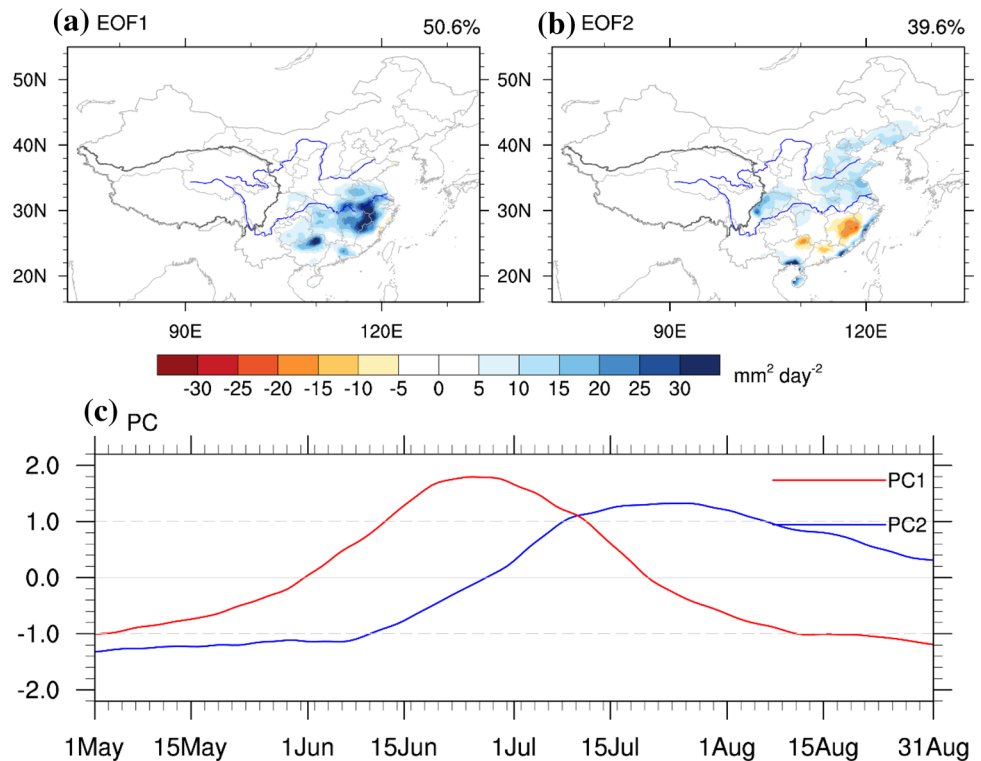 (a) EOF1 50.6%
(b) EOF2 39.6%
50N
40N
30N
20N
90E 120E
50N
40N
30N
20N
90E 120E
-30 -25 -20 -15 -10 -5 0 5 10 15 20 25 30
mm² day⁻²
(c) PC
2.0
1.0
0.0
-1.0
-2.0
PC1
PC2
1May 15May 1Jun 15Jun 1Jul 15Jul 1Aug 15Aug 31Aug